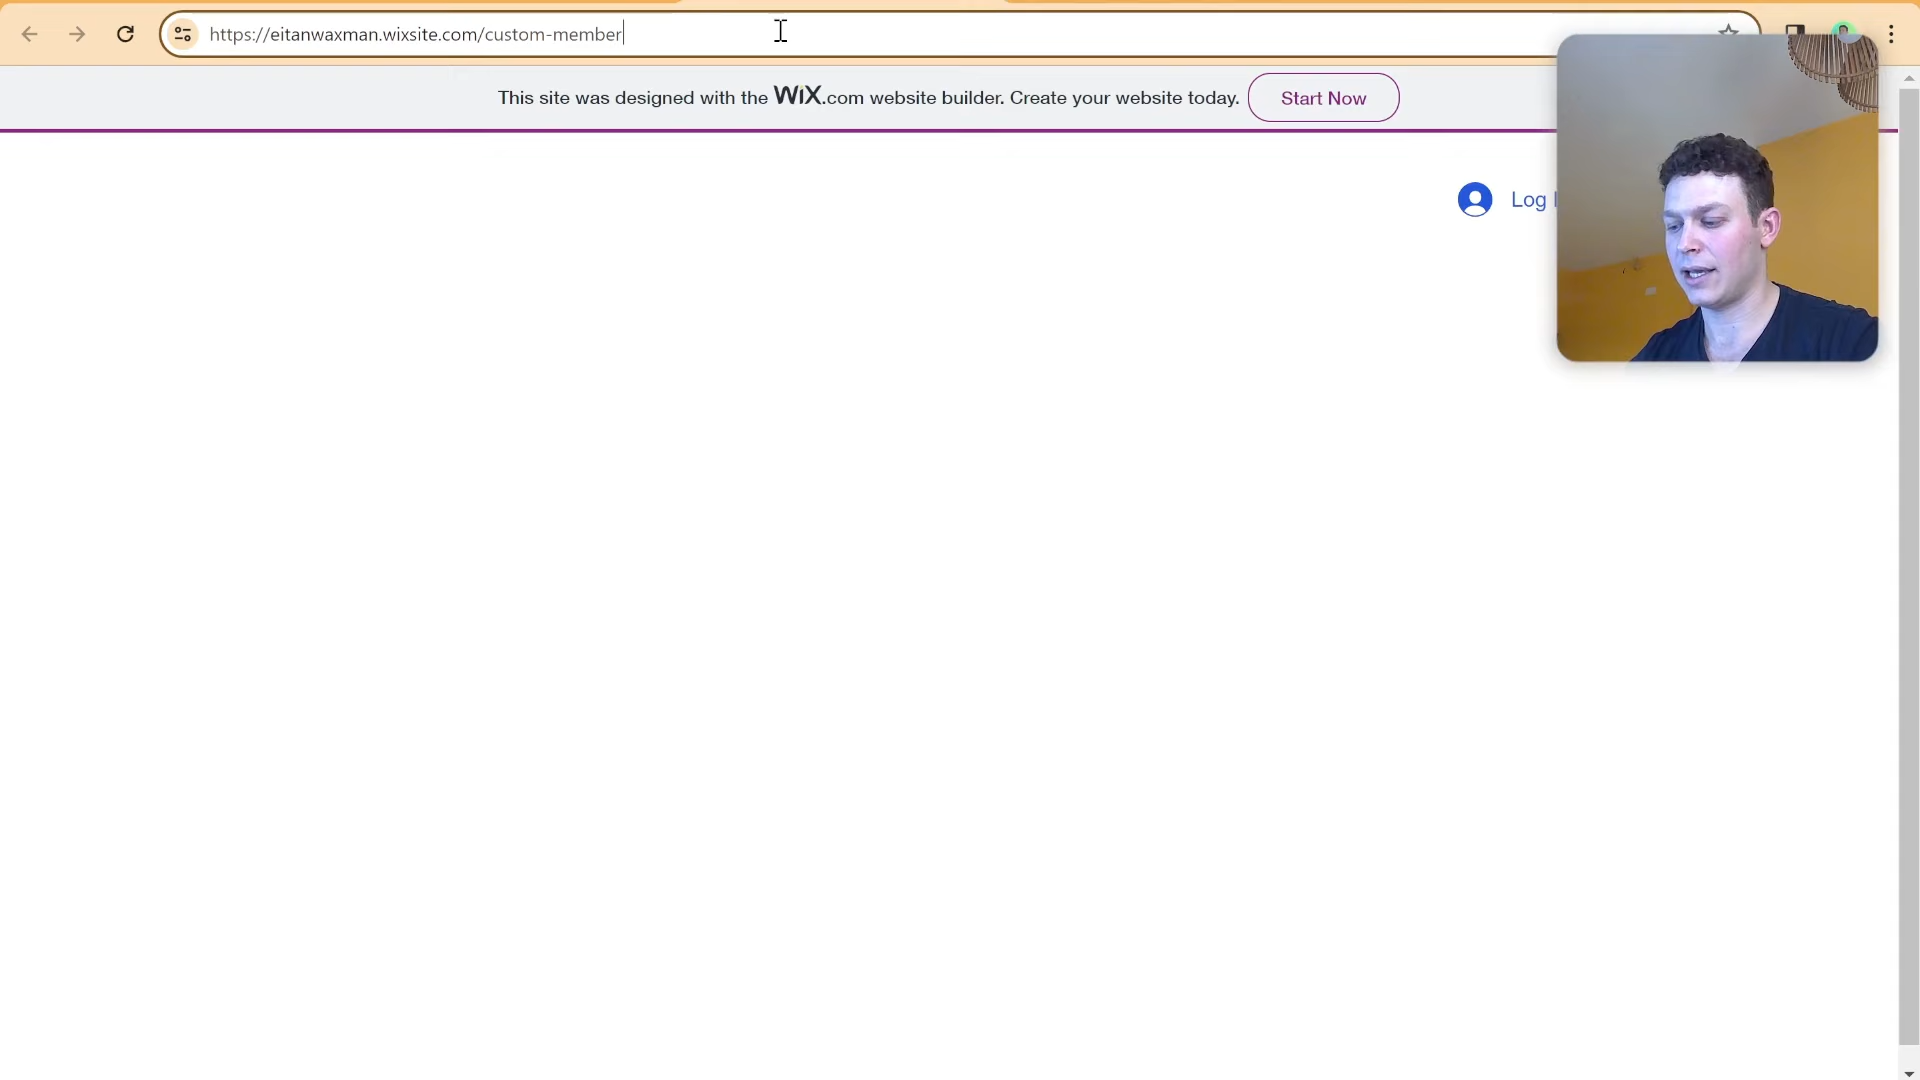 https://eitanwaxman.wixsite.com/custom-member
This site was designed with the WiX.com website builder. Create your website today. Start Now
Log